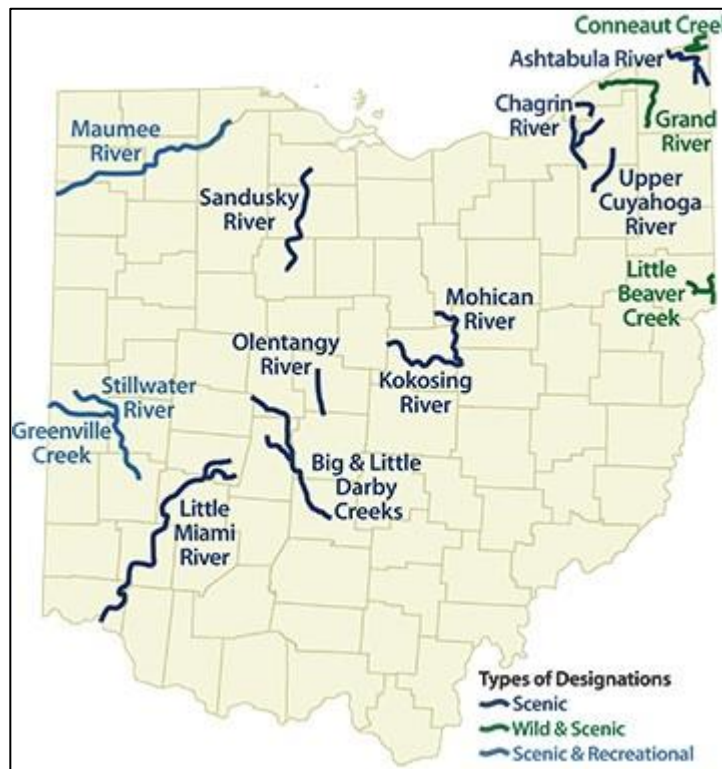 Conneaut Creek
Ashtabula River
Chagrin
River
Grand
River
Maumee
River
Upper
Cuyahoga
River
Sandusky
River
Little
Beaver
Creek
Mohican
River
Olentangy
River
Kokosing
River
Stillwater
River
Greenville
Creek
Big & Little
Darby
Creeks
Little
Miami
River
Types of Designations
Scenic
Wild & Scenic
Scenic & Recreational